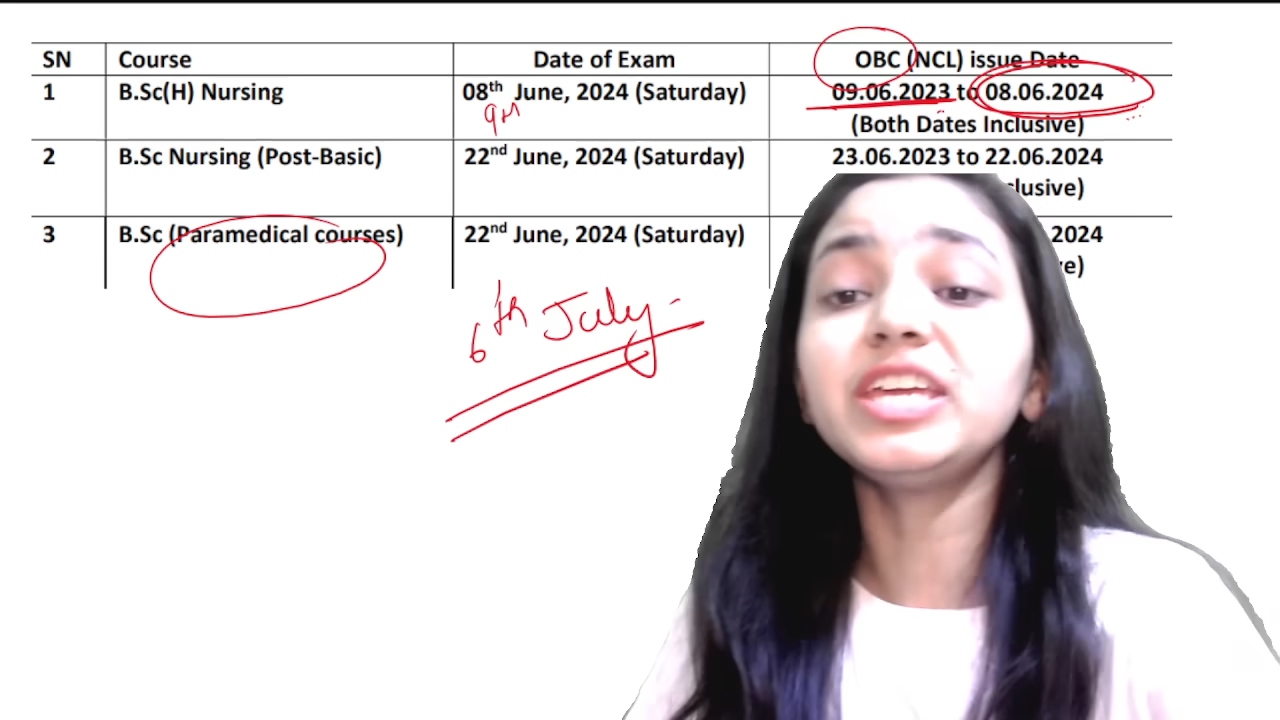 SN Course Date of Exam OBC (NCL) issue Date
1 B.Sc(H) Nursing 08th June, 2024 (Saturday) 09.06.2023 to 08.06.2024
(Both Dates Inclusive)
2 B.Sc Nursing (Post-Basic) 22nd June, 2024 (Saturday) 23.06.2023 to 22.06.2024
3 B.Sc (Paramedical courses) 22nd June, 2024 (Saturday) 2024
6th July